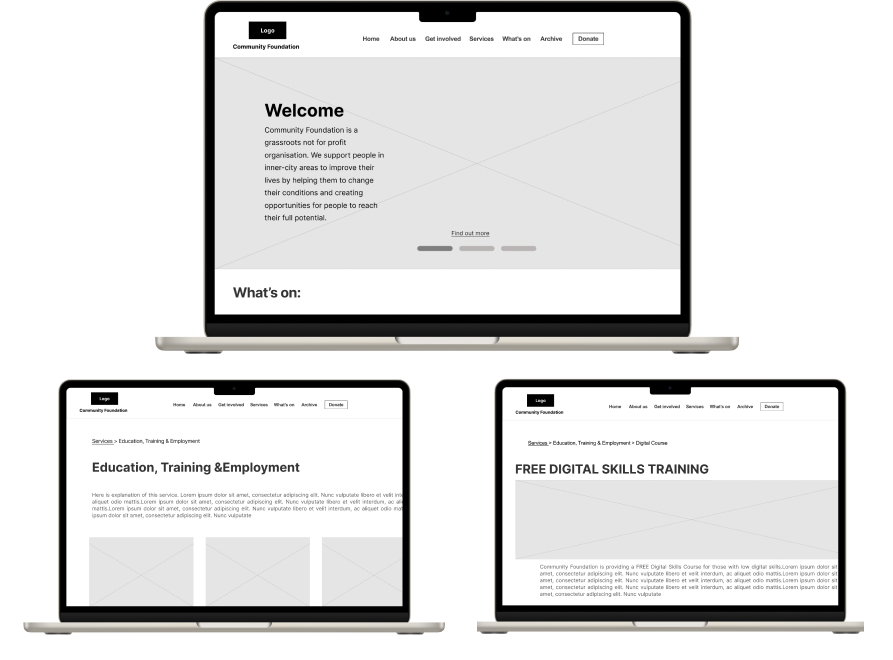 Logo
Community Foundation
Home About us Get involved Services What's on Archive Donate
Welcome
Community Foundation is a
grassroots not for profit
organisation. We support people in
inner-city areas to improve their
lives by helping them to change
their conditions and creating
opportunities for people to reach
their full potential.
Find out more
What's on:
Logo
Community Foundation
Home About us Get involved Services What's on Archive Donate
Services > Education, Training & Employment
Education, Training &Employment
Here is explanation of this service. Lorem ipsum dolor sit amet, consectetur adipiscing elit. Nunc vulputate libero et velit inte
aliquet odio mattis.Lorem ipsum dolor sit amet, consectetur adipiscing elit. Nunc vulputate libero et velit interdum, ac alie
mattis.Lorem ipsum dolor sit amet, consectetur adipiscing elit. Nunc vulputate libero et velit interdum, ac aliquet odio mat
ipsum dolor sit amet, consectetur adipiscing elit. Nunc vulputate
Logo
Community Foundation
Home About us Get involved Services What's on Archive Donate
Services > Education, Training & Employment > Digital Course
FREE DIGITAL SKILLS TRAINING
Community Foundation is providing a FREE Digital Skills Course for those with low digital skills.Lorem ipsum dolor sit
amet, consectetur adipiscing elit. Nunc vulputate libero et velit interdum, ac aliquet odio mattis.Lorem ipsum dolor sit
amet, consectetur adipiscing elit. Nunc vulputate libero et velit interdum, ac aliquet odio mattis.Lorem ipsum dolor sit
amet, consectetur adipiscing elit. Nunc vulputate libero et velit interdum, ac aliquet odio mattis.Lorem ipsum dolor sit
amet, consectetur adipiscing elit. Nunc vulputate